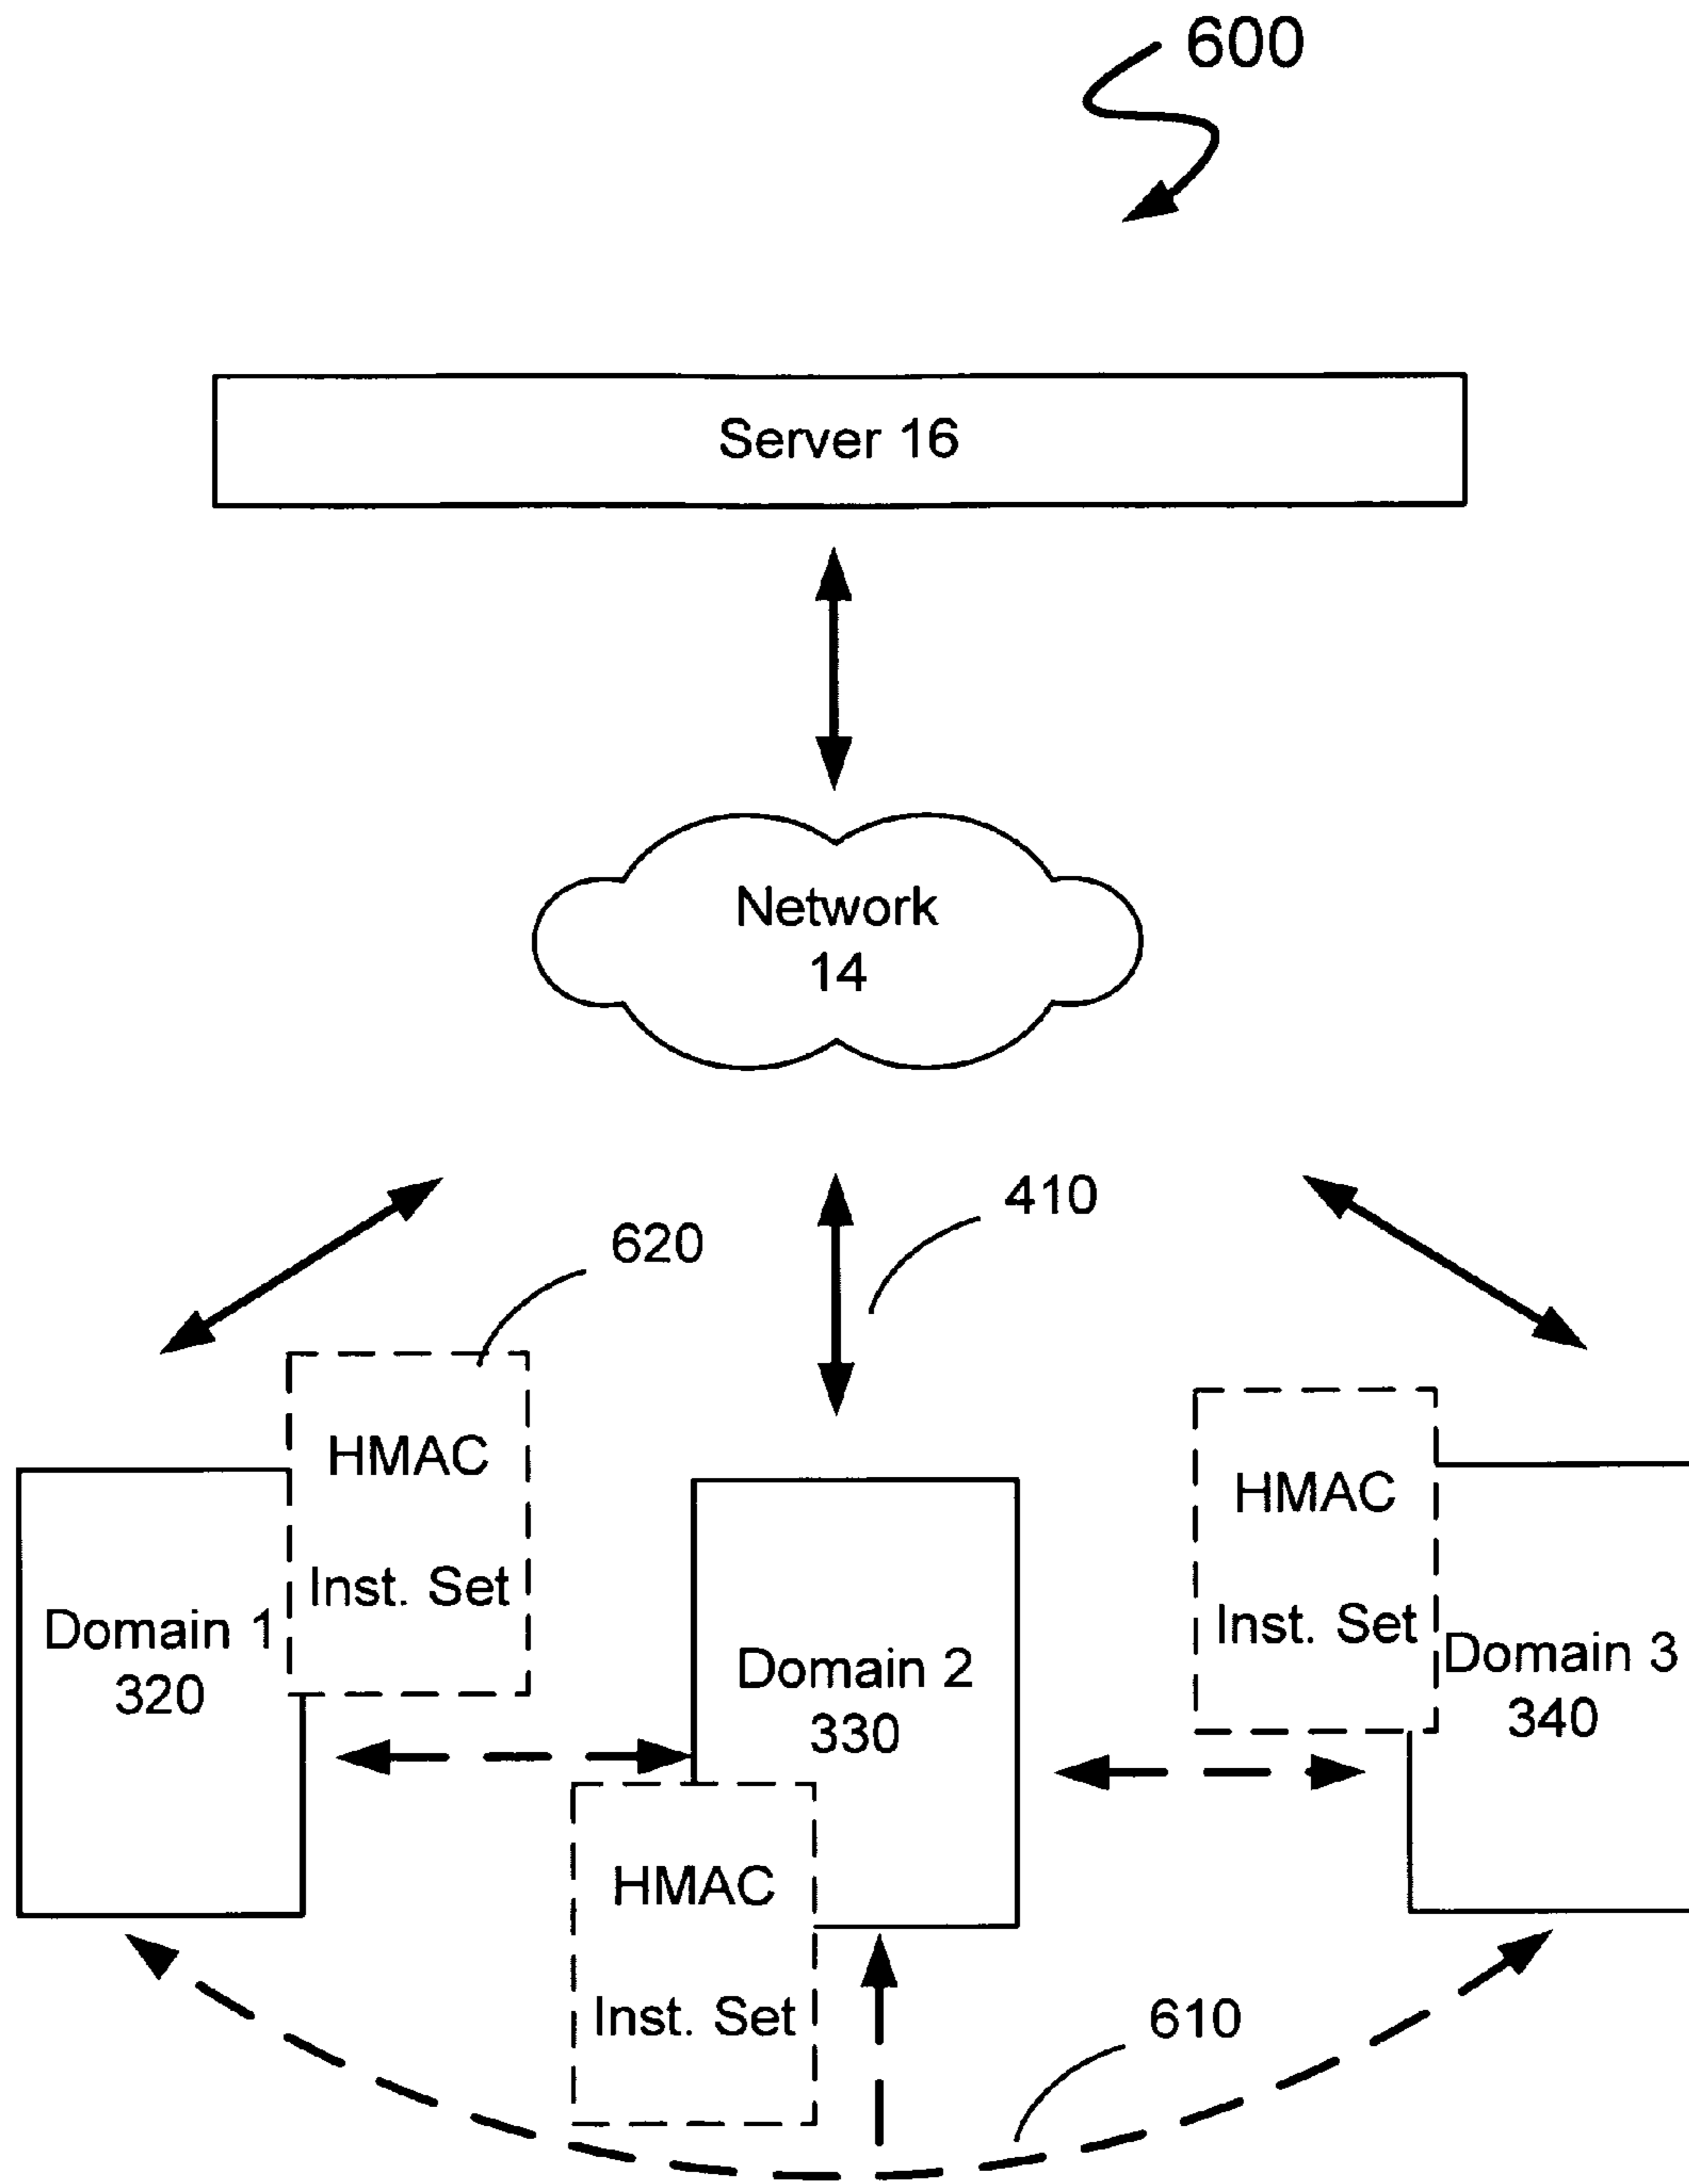 600
Server 16
Network
14
410
620
HMAC
Inst. Set
Domain 1
320
Domain 2
330
HMAC
Inst. Set
HMAC
Inst. Set
Domain 3
340
610